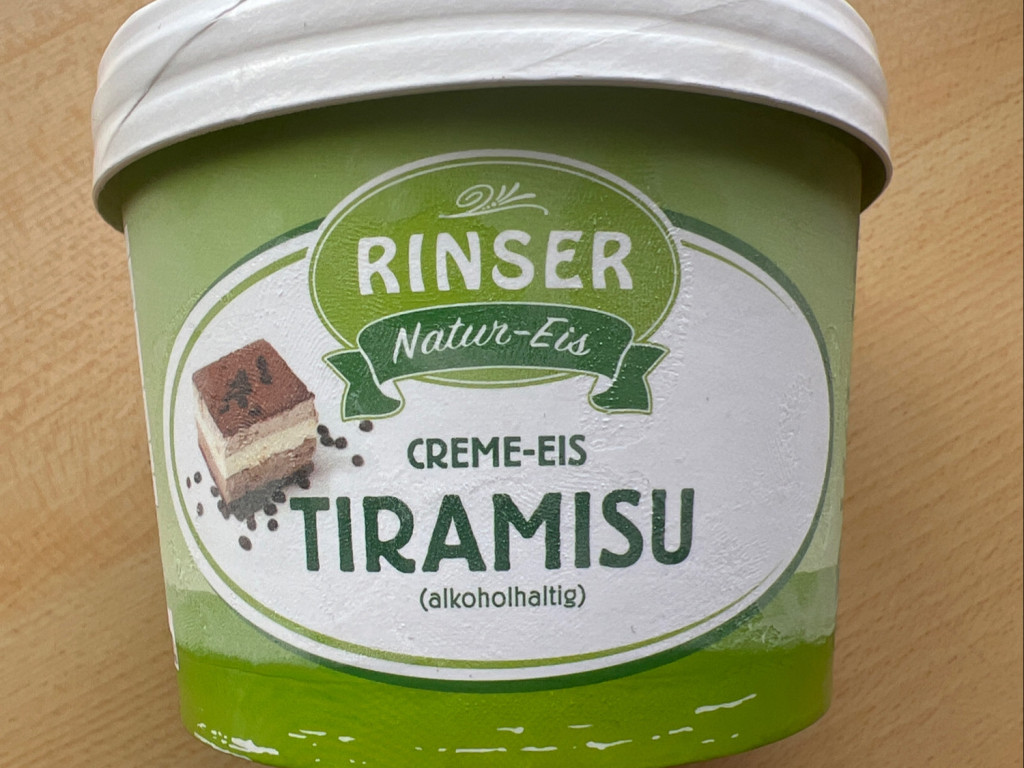 RINSER
Natur-Eis
CREME-EIS
TIRAMISU
(alkoholhaltig)